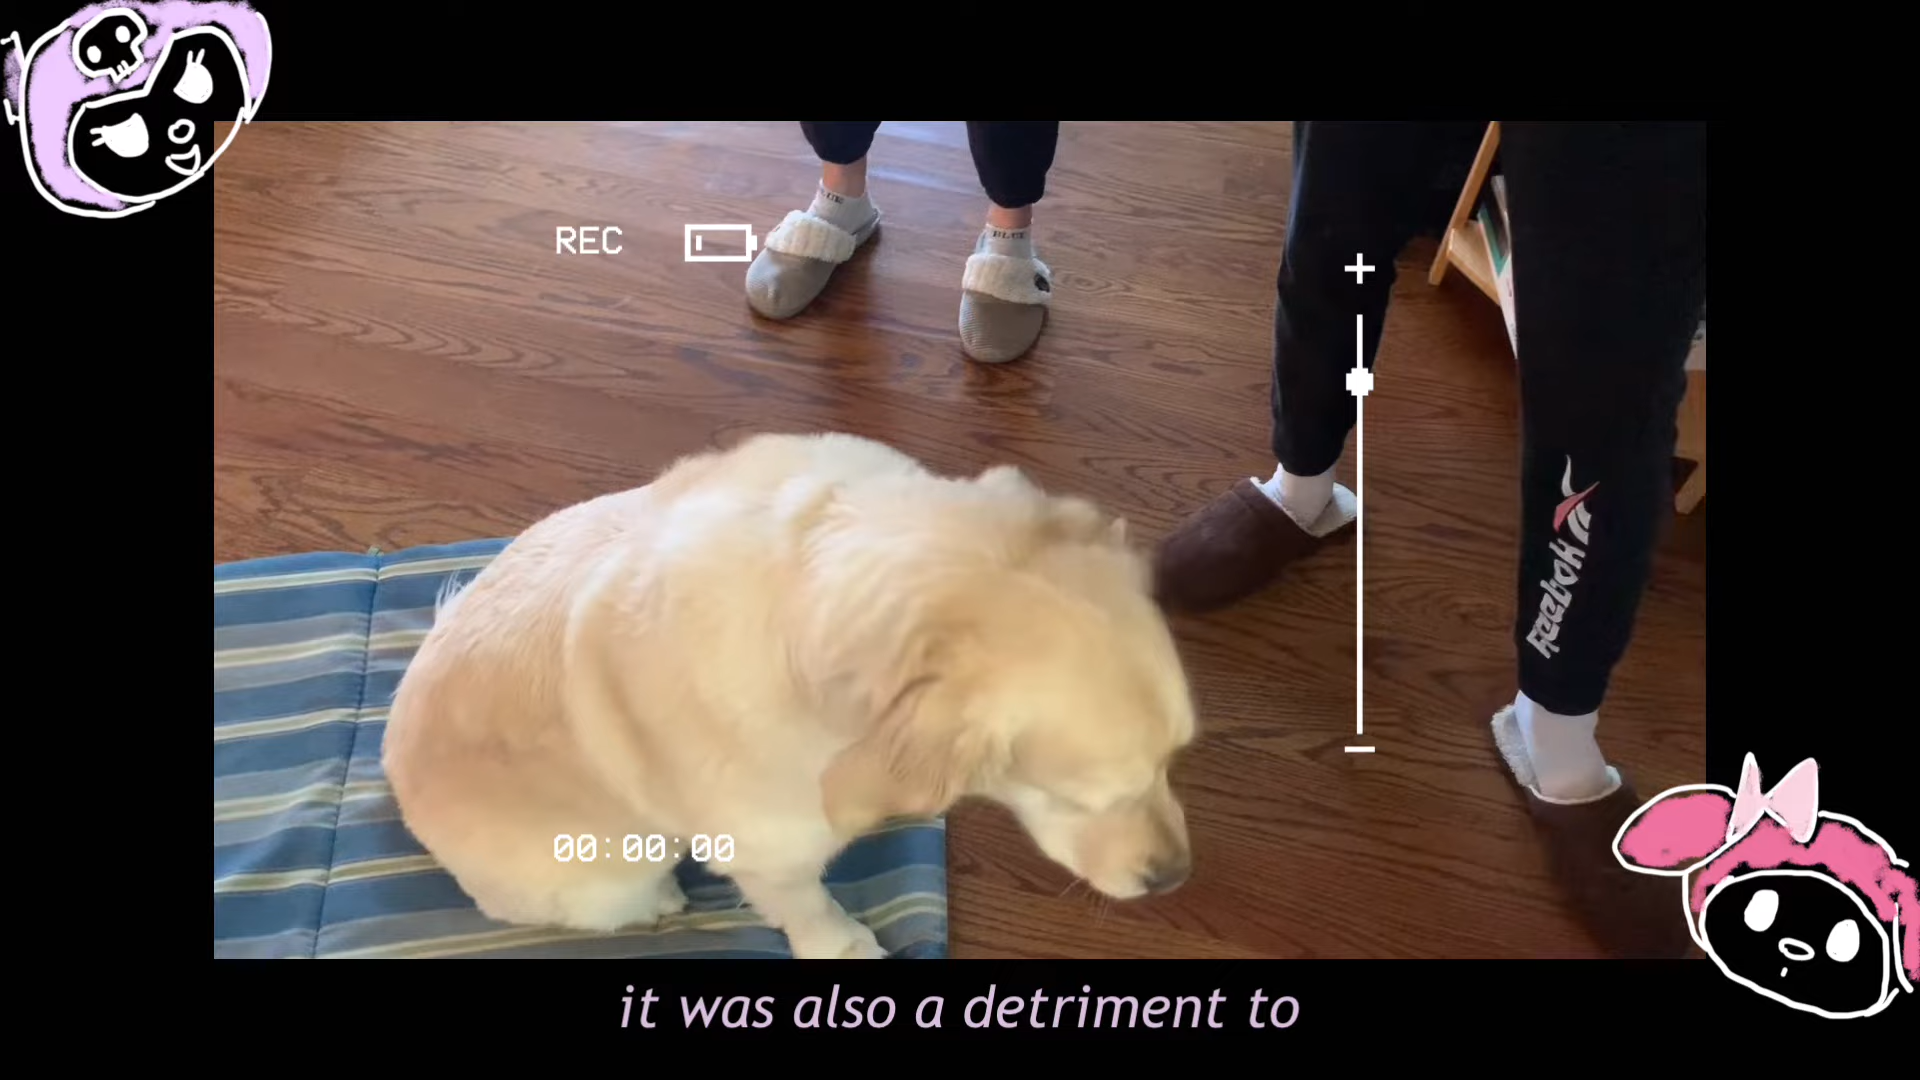 REC
Reebok
00:00:00
it was also a detriment to